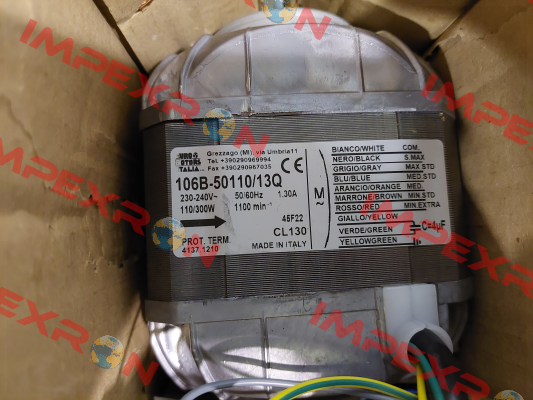 EURO MOTORS ITALIA
Grezzago (MI), via Umbria11
Tel. +390290969994
Fax +390290967035
CE
106B-50110/13Q
230-240V~ 50/60Hz 1.30A
110/300W 1100 min⁻¹
45F22
CL130
PROT. TERM.
4137.1210
MADE IN ITALY
M~
BIANCO/WHITE COM.
NERO/BLACK S.MAX
GRIGIO/GRAY MAX.STD
BLU/BLUE MED.STD
ARANCIO/ORANGE MED.
MARRONE/BROWN MIN.STD
ROSSO/RED MIN.EXTRA
GIALLO/YELLOW
VERDE/GREEN
YELLOWGREEN
IMPEXRON
IMPEXRON
IMPEXRON
IMPEXRON